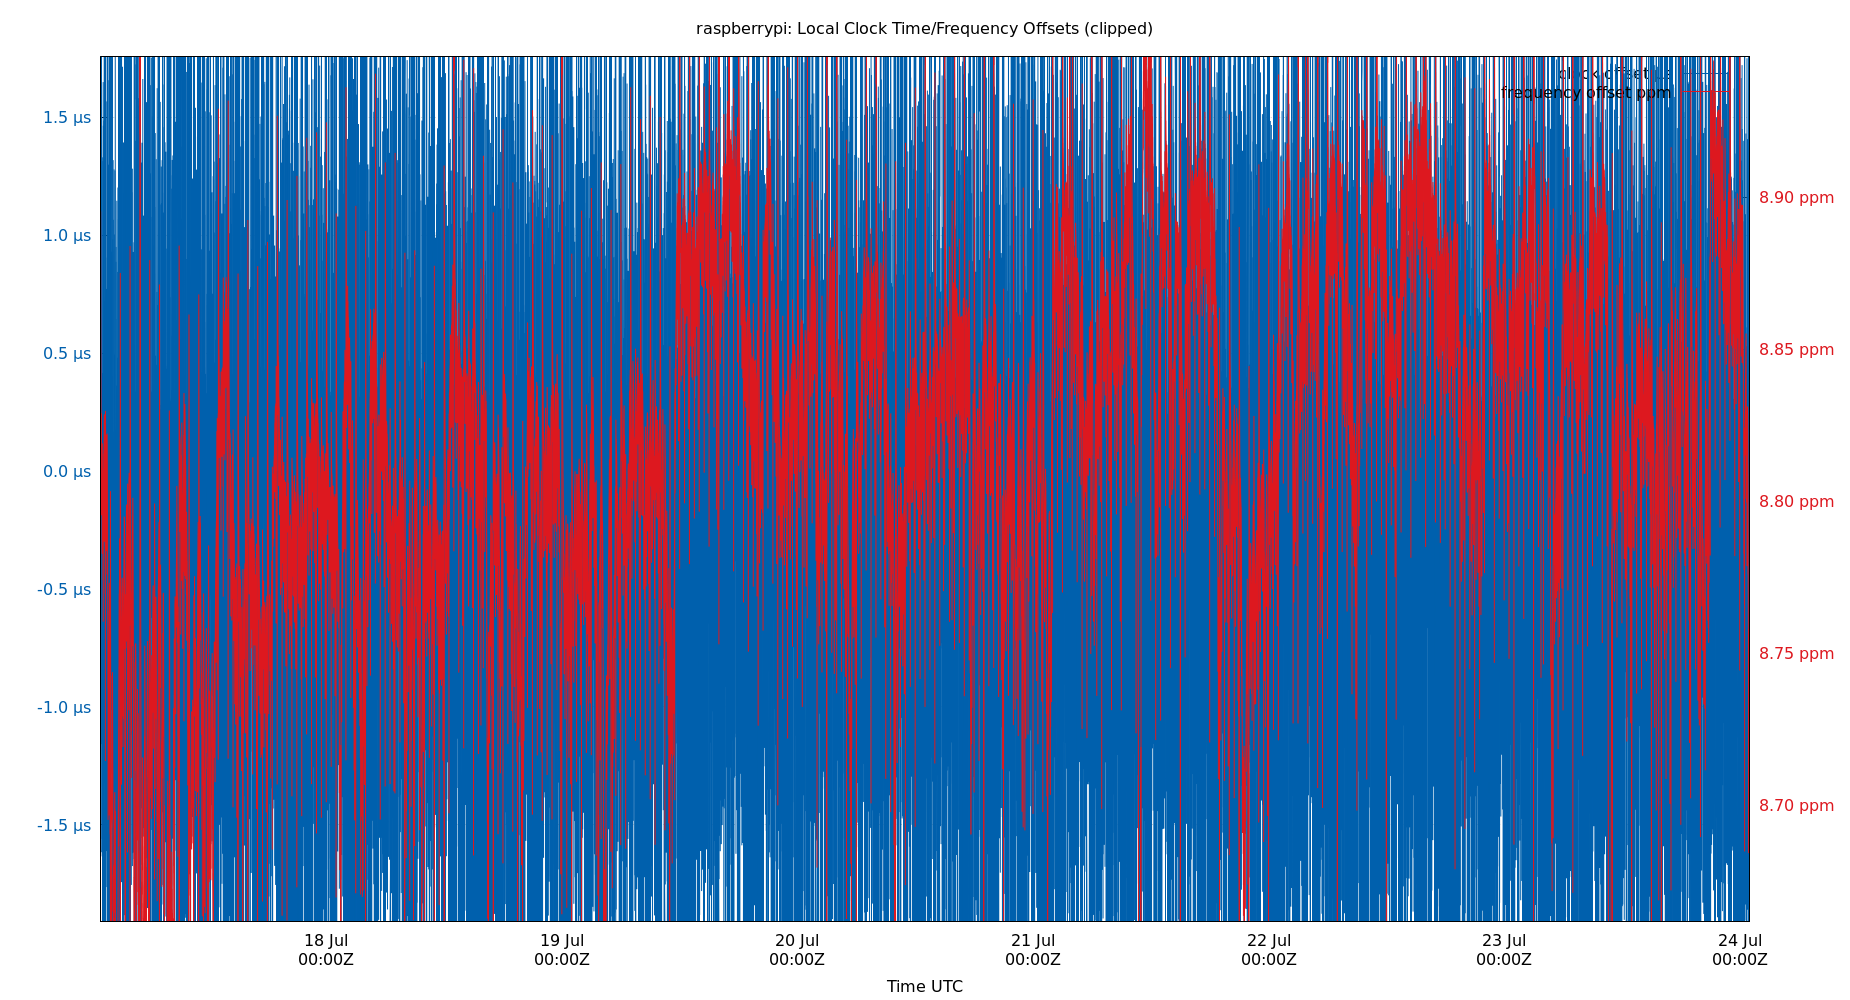 raspberrypi: Local Clock Time/Frequency Offsets (clipped)
clock offset µs
frequency offset ppm
1.5 µs
1.0 µs
0.5 µs
0.0 µs
-0.5 µs
-1.0 µs
-1.5 µs
8.90 ppm
8.85 ppm
8.80 ppm
8.75 ppm
8.70 ppm
18 Jul
00:00Z
19 Jul
00:00Z
20 Jul
00:00Z
21 Jul
00:00Z
22 Jul
00:00Z
23 Jul
00:00Z
24 Jul
00:00Z
Time UTC